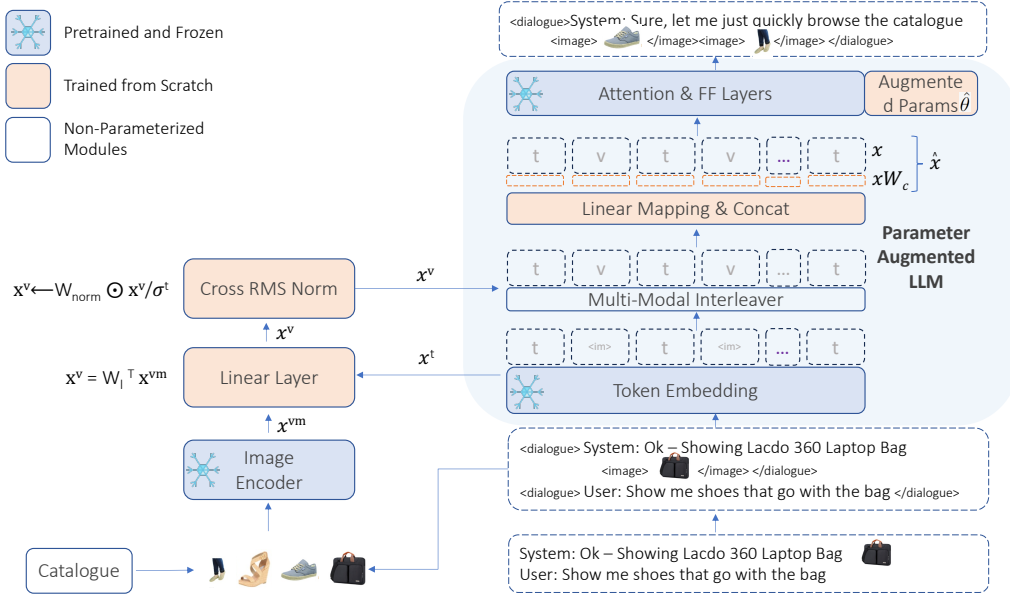 Pretrained and Frozen
Trained from Scratch
Non-Parameterized
Modules
<dialogue>System: Sure, let me just quickly browse the catalogue
<image> </image><image> </image> </dialogue>
Attention & FF Layers
Augmente
d Params θ̂
t v t v ... t
x
xW_c
x̂
Linear Mapping & Concat
Parameter
Augmented
LLM
t v t v ... t
Multi-Modal Interleaver
t <im> t <im> ... t
Token Embedding
x^v⟵W_norm ⊙ x^v/σ^t
Cross RMS Norm
x^v
x^v
x^v = W_l^T x^vm
Linear Layer
x^t
x^vm
Image
Encoder
<dialogue> System: Ok – Showing Lacdo 360 Laptop Bag
<image> </image> </dialogue>
<dialogue> User: Show me shoes that go with the bag </dialogue>
System: Ok – Showing Lacdo 360 Laptop Bag
User: Show me shoes that go with the bag
Catalogue